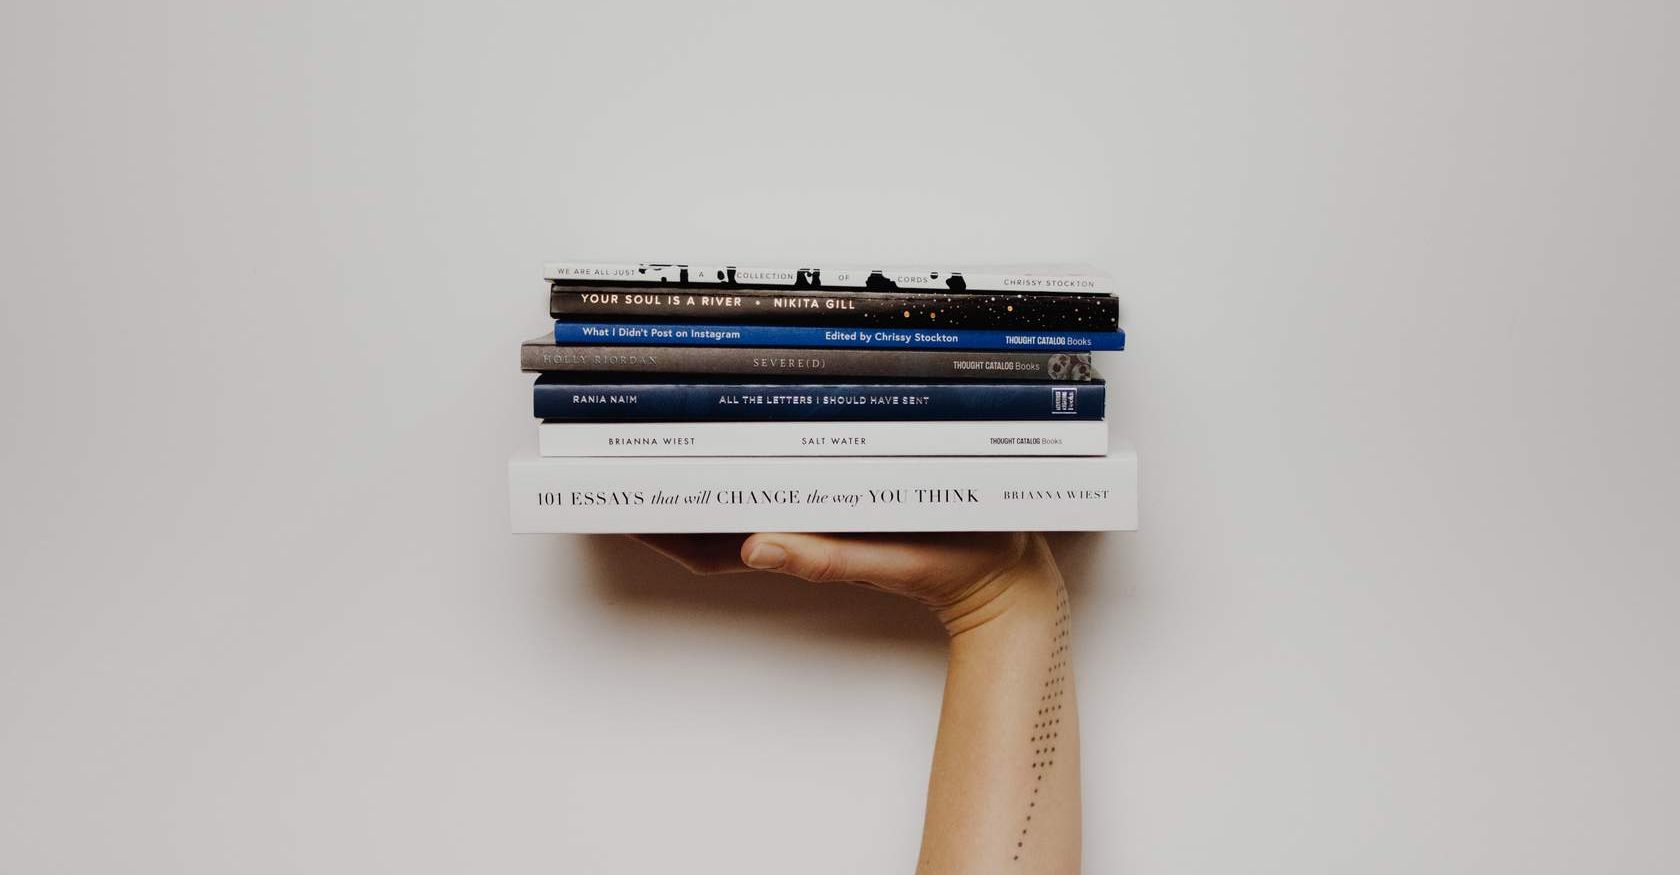 WE ARE ALL JUST A COLLECTION OF CORDS CHRISSY STOCKTON
YOUR SOUL IS A RIVER • NIKITA GILL
What I Didn't Post on Instagram Edited by Chrissy Stockton THOUGHT CATALOG Books
HOLLY RIORDAN SEVERE(D) THOUGHT CATALOG Books
RANIA NAIM ALL THE LETTERS I SHOULD HAVE SENT
BRIANNA WIEST SALT WATER THOUGHT CATALOG Books
101 ESSAYS that will CHANGE the way YOU THINK BRIANNA WIEST